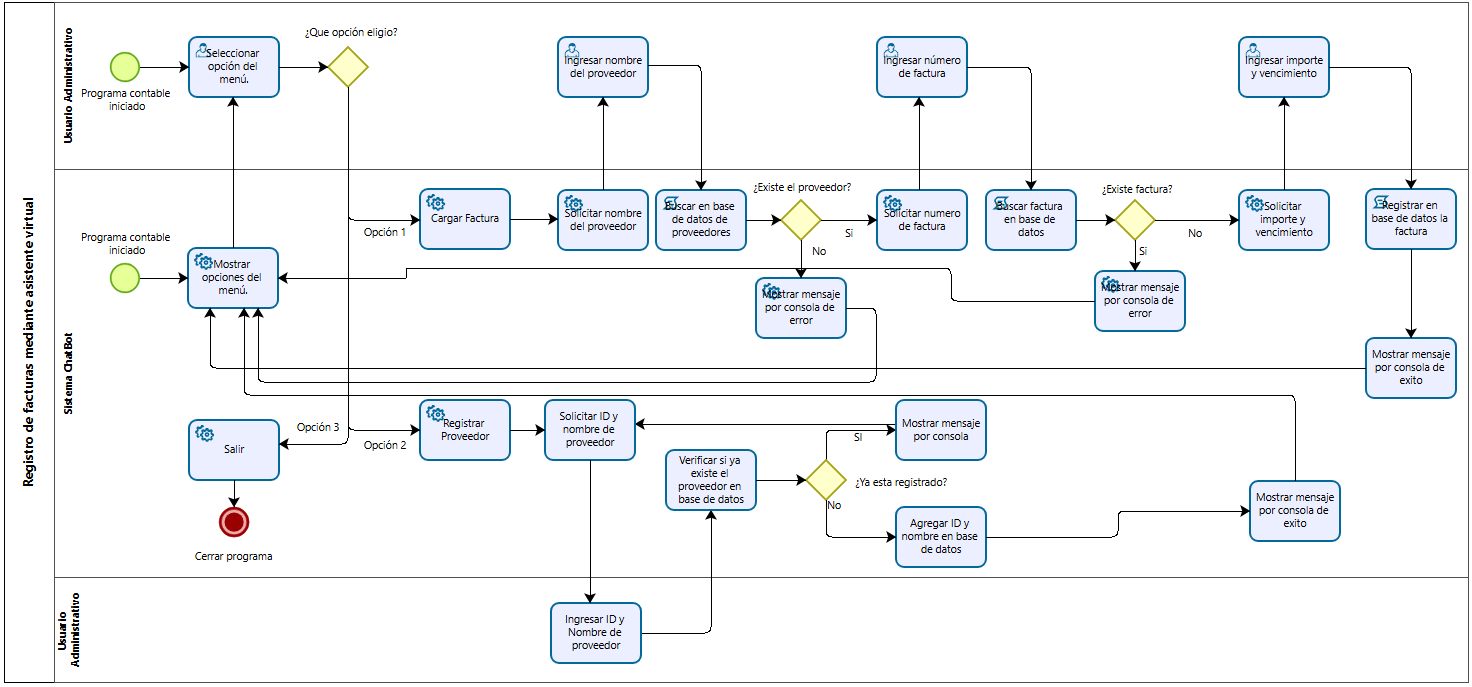 Registro de facturas mediante asistente virtual
Usuario Administrativo
Programa contable
iniciado
Seleccionar
opción del
menú.
¿Que opción eligio?
Ingresar nombre
del proveedor
Ingresar número
de factura
Ingresar importe
y vencimiento
Sistema ChatBot
Programa contable
iniciado
Mostrar
opciones del
menú.
Opción 1
Cargar Factura
Solicitar nombre
del proveedor
Buscar en base
de datos de
proveedores
¿Existe el proveedor?
Si
No
Solicitar numero
de factura
Bascar factura
en base de
datos
¿Existe factura?
No
Si
Solicitar
importe y
vencimiento
Registrar en
base de datos la
factura
Mostrar mensaje
por consola de
error
Mostrar mensaje
por consola de
error
Mostrar mensaje
por consola de
exito
Opción 3
Salir
Cerrar programa
Opción 2
Registrar
Proveedor
Solicitar ID y
nombre de
proveedor
Verificar si ya
existe el
proveedor en
base de datos
¿Ya esta registrado?
SI
No
Mostrar mensaje
por consola
Agregar ID y
nombre en base
de datos
Mostrar mensaje
por consola de
exito
Usuario
Administrativo
Ingresar ID y
Nombre de
proveedor